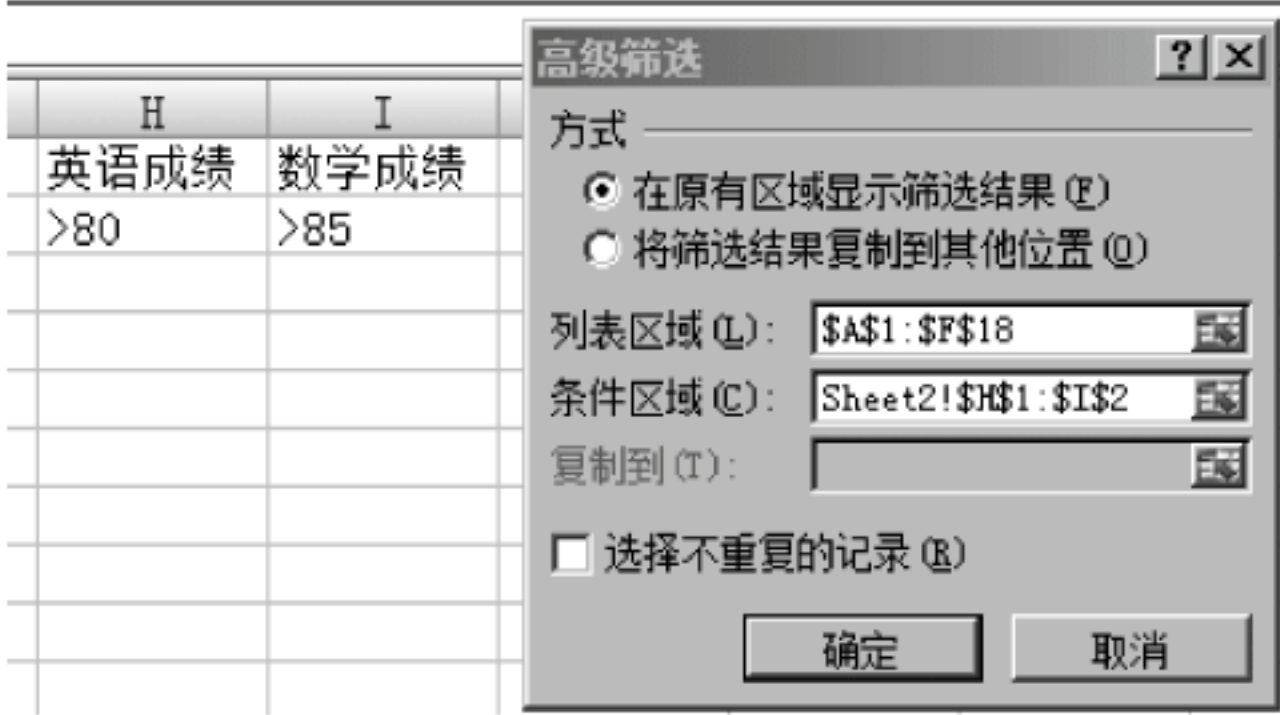 高级筛选
H I
英语成绩 数学成绩
>80 >85
方式
在原有区域显示筛选结果(F)
将筛选结果复制到其他位置(O)
列表区域(L): $A$1:$F$18
条件区域(C): Sheet2!$H$1:$I$2
复制到(T):
选择不重复的记录(R)
确定 取消